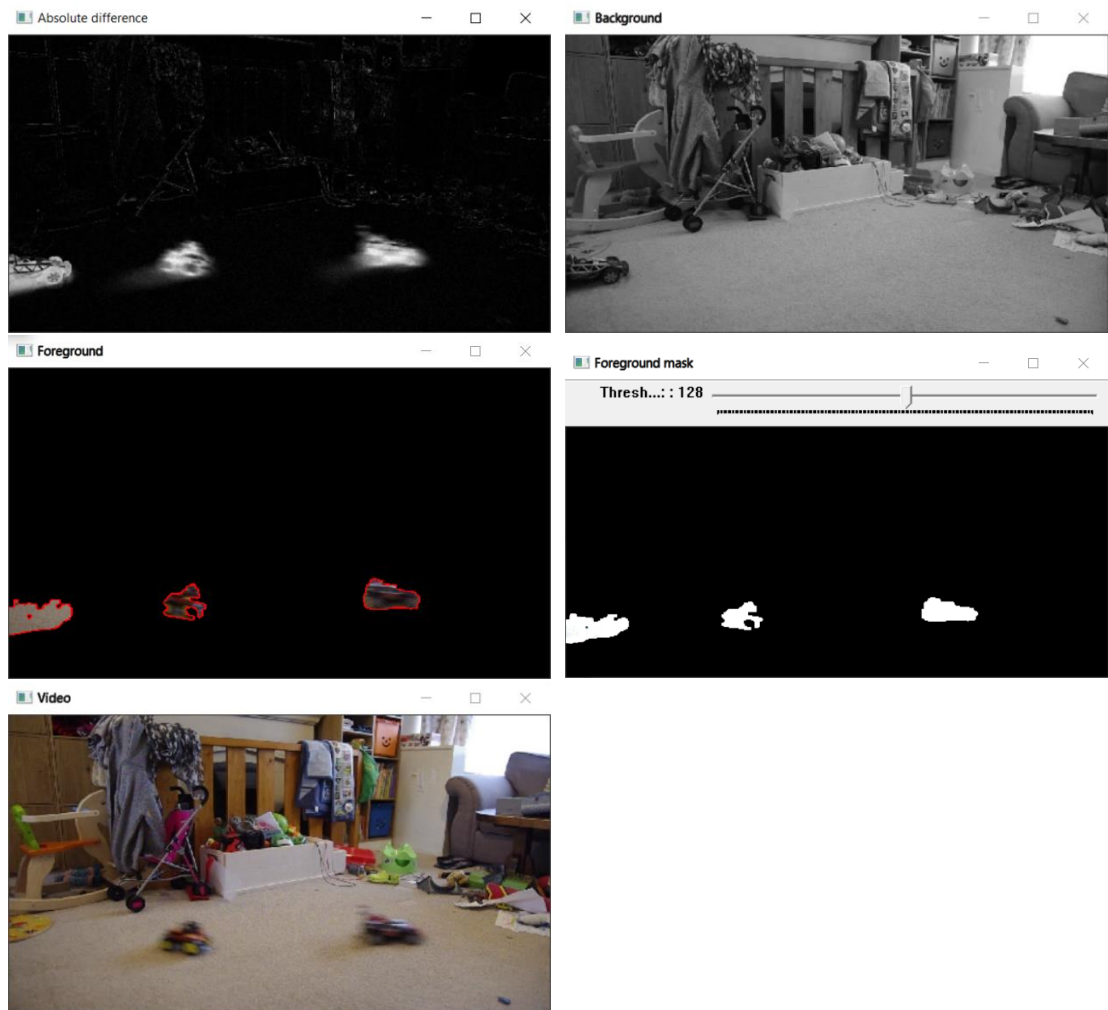 Absolute difference
Background
Foreground
Foreground mask
Thresh...: : 128
Video